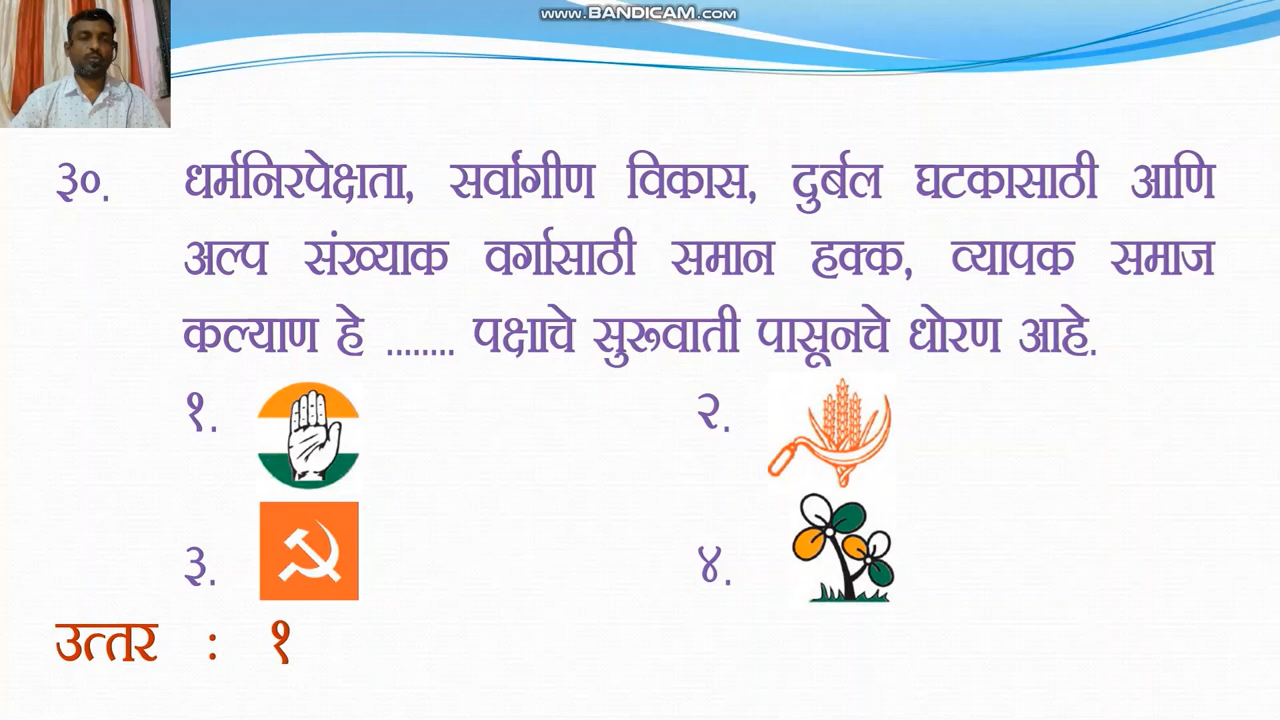 www.BANDICAM.com
३०. धर्मनिरपेक्षता, सर्वांगीण विकास, दुर्बल घटकासाठी आणि
अल्प संख्याक वर्गासाठी समान हक्क, व्यापक समाज
कल्याण हे ........ पक्षाचे सुरूवाती पासूनचे धोरण आहे.
१. २.
३. ४.
उत्तर : १